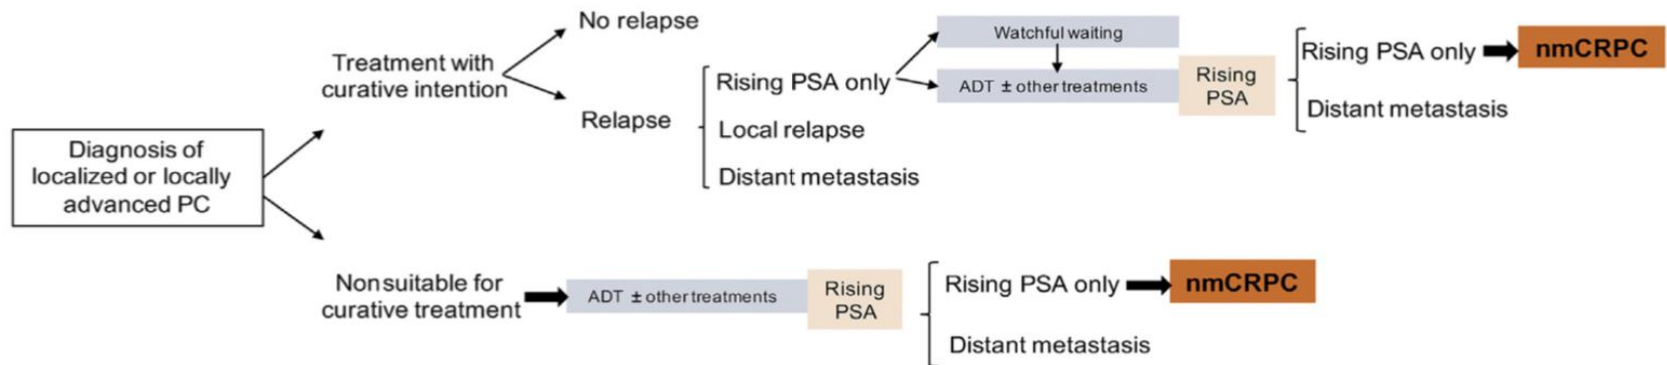 Diagnosis of
localized or locally
advanced PC
Treatment with
curative intention
No relapse
Relapse
Rising PSA only
Local relapse
Distant metastasis
Watchful waiting
ADT ± other treatments
Rising
PSA
Rising PSA only
Distant metastasis
nmCRPC
Nonsuitable for
curative treatment
ADT ± other treatments
Rising
PSA
Rising PSA only
Distant metastasis
nmCRPC